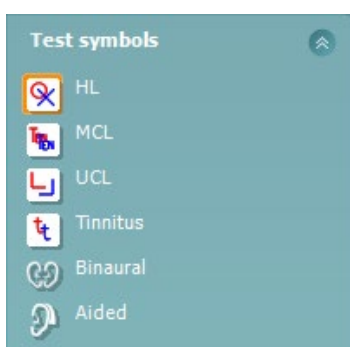 Test symbols
HL
MCL
UCL
Tinnitus
Binaural
Aided